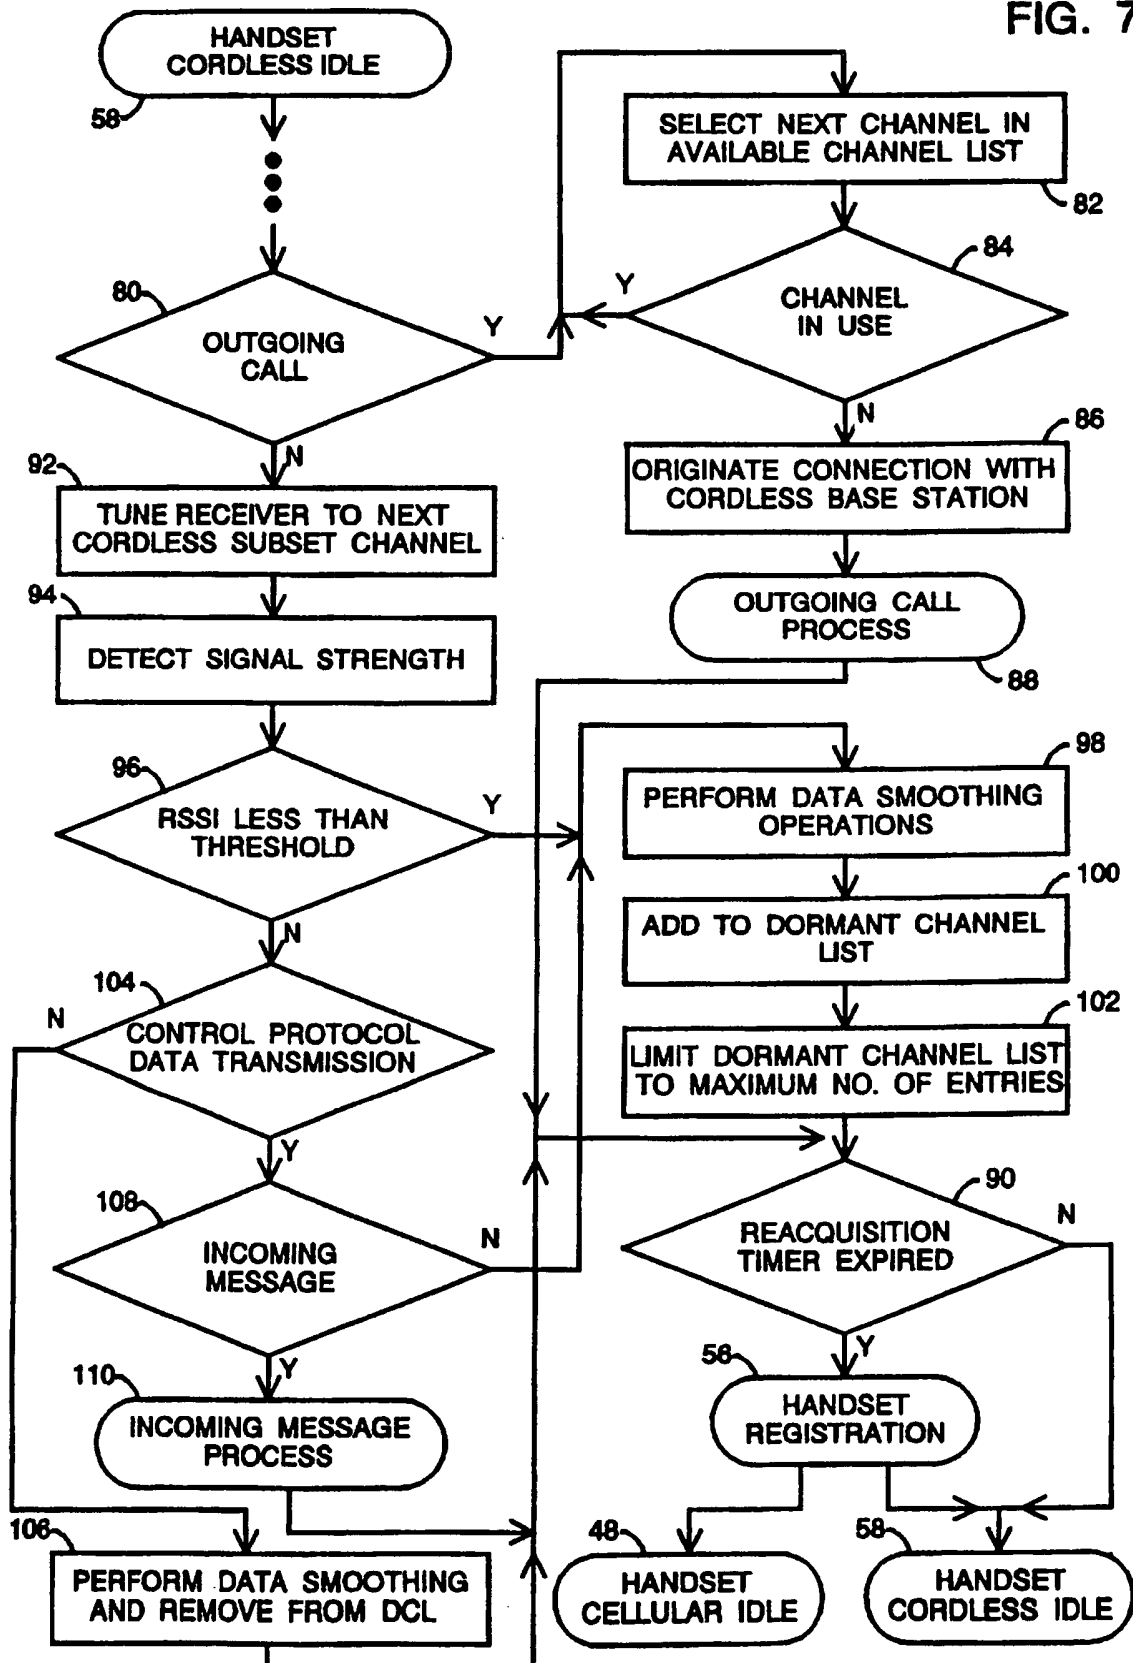 FIG. 7
HANDSET
CORDLESS IDLE
58
80
OUTGOING
CALL
Y
N
92
TUNE RECEIVER TO NEXT
CORDLESS SUBSET CHANNEL
94
DETECT SIGNAL STRENGTH
96
RSSI LESS THAN
THRESHOLD
Y
N
104
N
CONTROL PROTOCOL
DATA TRANSMISSION
Y
108
INCOMING
MESSAGE
N
Y
110
INCOMING MESSAGE
PROCESS
106
PERFORM DATA SMOOTHING
AND REMOVE FROM DCL
SELECT NEXT CHANNEL IN
AVAILABLE CHANNEL LIST
82
84
Y
CHANNEL
IN USE
N
86
ORIGINATE CONNECTION WITH
CORDLESS BASE STATION
OUTGOING CALL
PROCESS
88
98
PERFORM DATA SMOOTHING
OPERATIONS
100
ADD TO DORMANT CHANNEL
LIST
102
LIMIT DORMANT CHANNEL LIST
TO MAXIMUM NO. OF ENTRIES
90
N
REACQUISITION
TIMER EXPIRED
Y
56
HANDSET
REGISTRATION
48
HANDSET
CELLULAR IDLE
58
HANDSET
CORDLESS IDLE